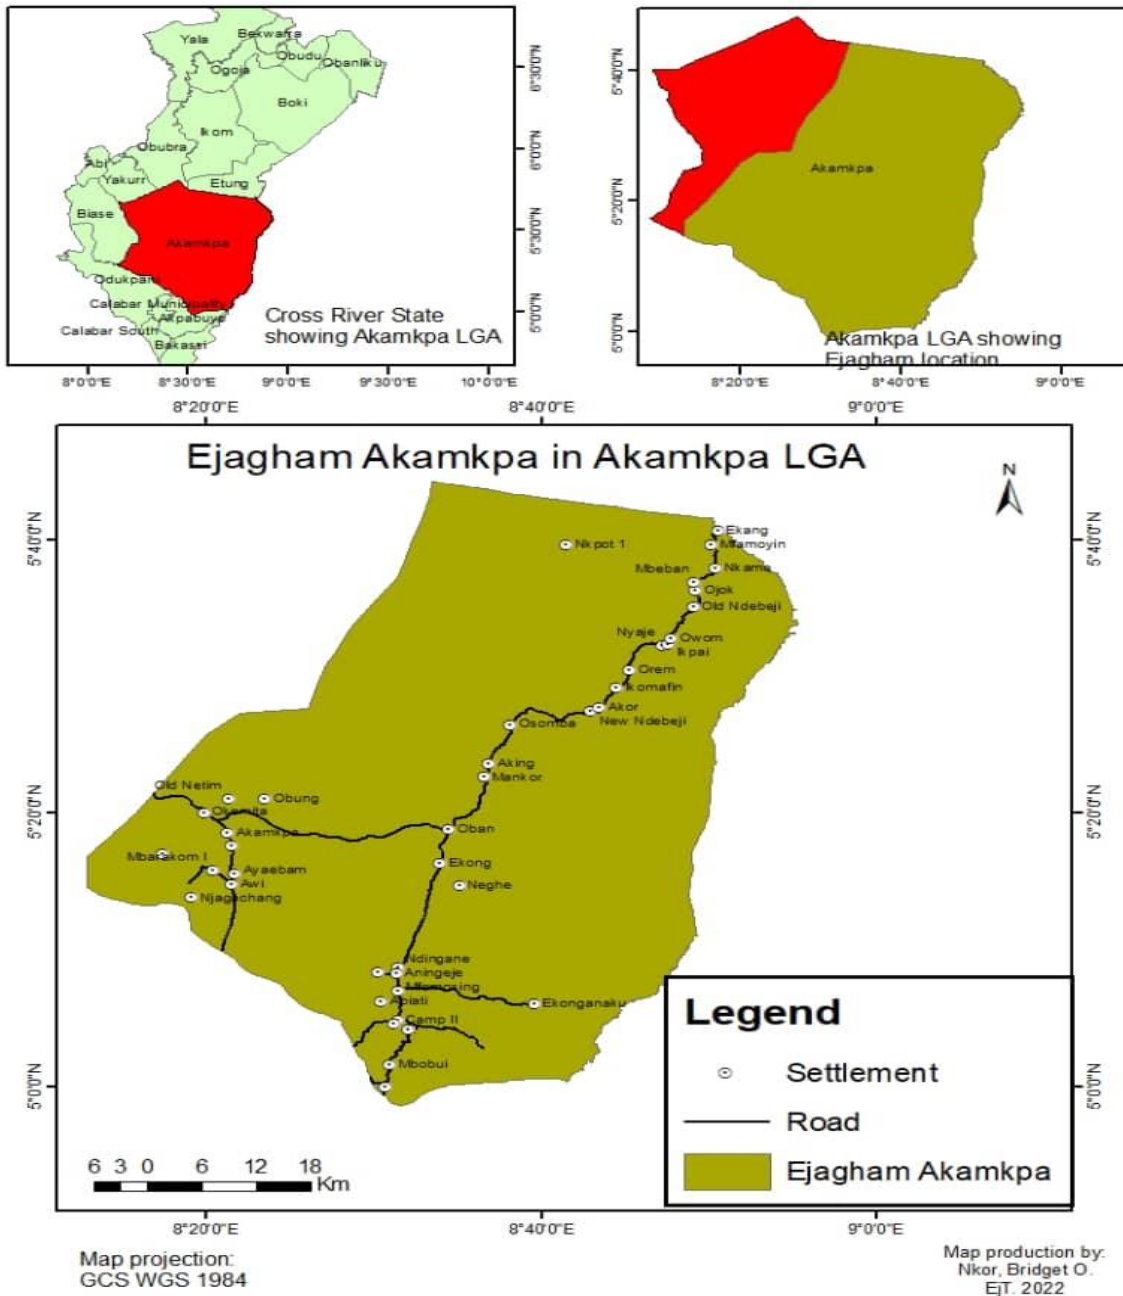 Yala
Bekwarra
Obudu
Obanliku
Ogoja
Boki
Ikom
Obubra
Abi
Yakurr
Etung
Biase
Akamkpa
Odukpani
Calabar Municipality
Akpabuyo
Calabar South
Bakassi
Cross River State
showing Akamkpa LGA
6°30'0"N
6°0'0"N
5°30'0"N
5°0'0"N
8°0'0"E
8°30'0"E
9°0'0"E
9°30'0"E
10°0'0"E
5°40'0"N
5°20'0"N
5°0'0"N
Akamkpa
Akamkpa LGA showing
Ejagham location
8°20'0"E
8°40'0"E
9°0'0"E
8°20'0"E
8°40'0"E
9°0'0"E
Ejagham Akamkpa in Akamkpa LGA
N
5°40'0"N
5°40'0"N
Ekang
Nkpot 1
Mfamoyin
Mbeban
Nkame
Ojok
Old Ndebeji
Nyaje
Owom
Ikpai
Orem
Ikomafin
Akor
Osomba
New Ndebeji
Aking
Mankor
Old Netim
Obung
5°20'0"N
5°20'0"N
Okamita
Akamkpa
Oban
Mbarakom I
Ekong
Ayaebam
Awi
Neghe
Njagachang
Ndingane
Aningeje
Mfamosing
Abiati
Ekonganaku
Camp II
Mbobui
5°0'0"N
5°0'0"N
Legend
Settlement
Road
Ejagham Akamkpa
6 3 0 6 12 18
Km
8°20'0"E
8°40'0"E
9°0'0"E
Map projection:
GCS WGS 1984
Map production by:
Nkor, Bridget O.
EjT. 2022